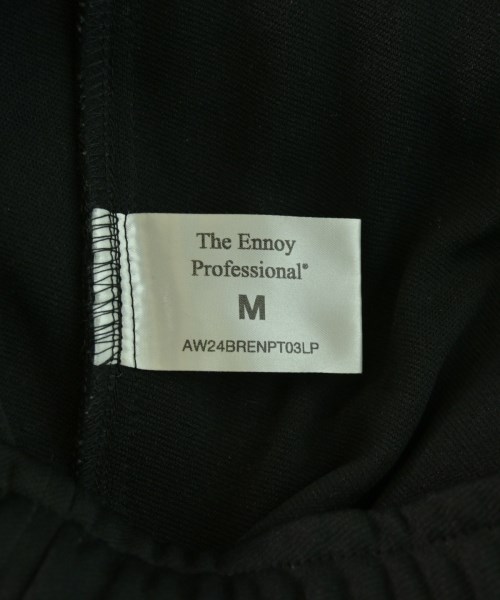 The Ennoy
Professional®
M
AW24BRENPT03LP